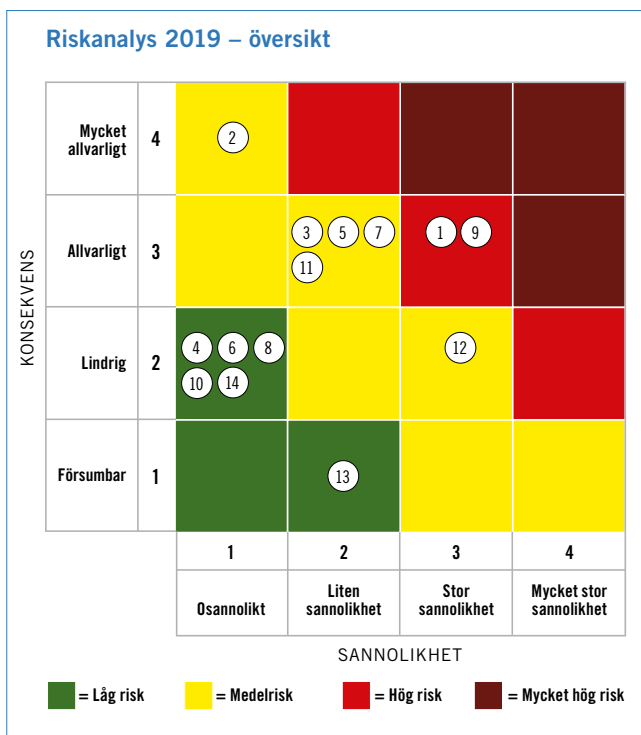 Riskanalys 2019 – översikt
KONSEKVENS
Mycket
allvarligt
4
2
Allvarligt
3
3 5 7
11
1 9
Lindrig
2
4 6 8
10 14
12
Försumbar
1
13
1 2 3 4
Osannolikt
Liten
sannolikhet
Stor
sannolikhet
Mycket stor
sannolikhet
SANNOLIKHET
= Låg risk = Medelrisk = Hög risk = Mycket hög risk